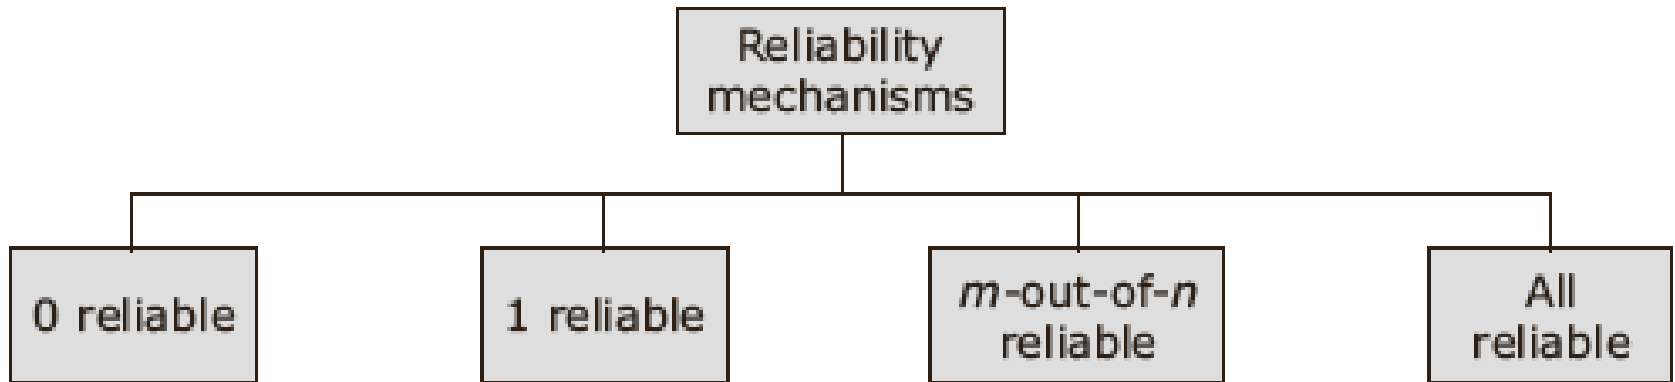 Reliability
mechanisms
0 reliable
1 reliable
m-out-of-n
reliable
All
reliable